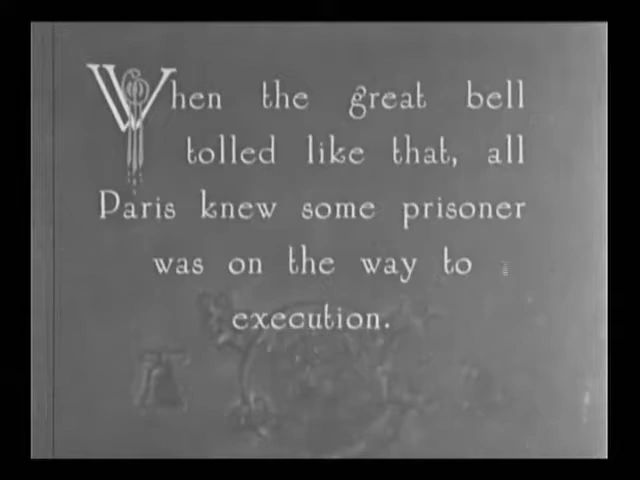 When the great bell
tolled like that, all
Paris knew some prisoner
was on the way to
execution.